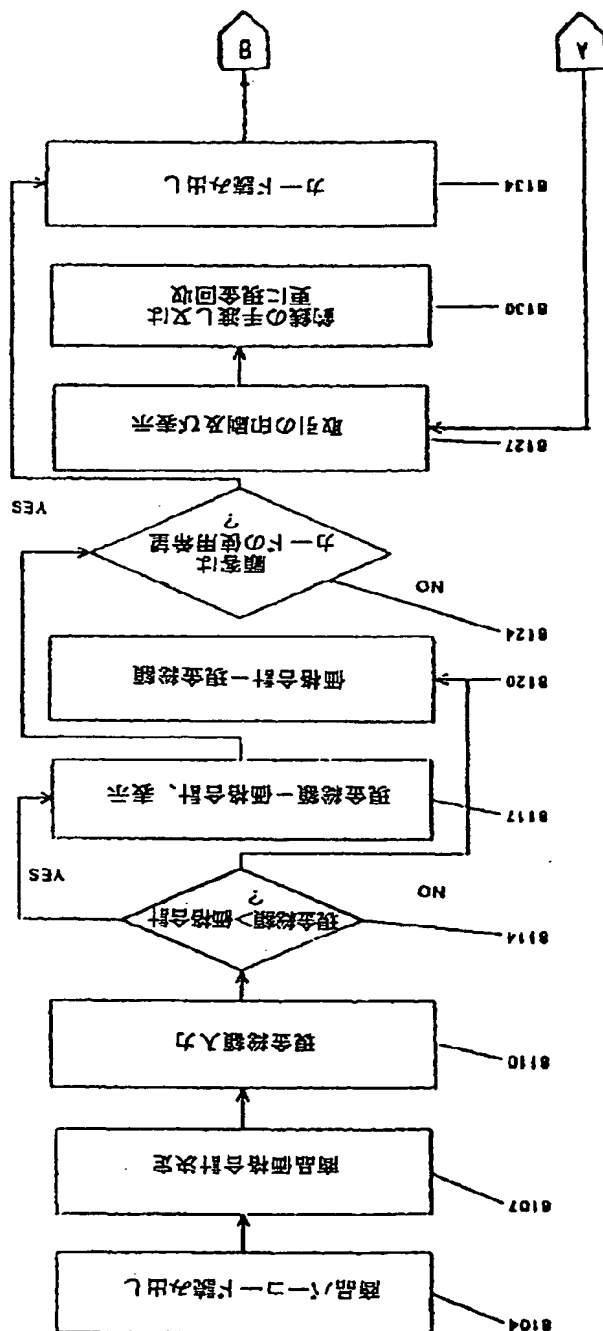 8104
商品バーコード読み出し
8107
商品価格合計決定
8110
現金総額入力
8114
現金総額>価格合計
?
NO
YES
8117
現金総額ー価格合計、表示
8120
価格合計ー現金総額
8124
顧客は
カードの使用希望
?
NO
YES
8127
取引の印刷及び表示
8130
釣銭の手渡し又は
更に現金回収
8134
カード読み出し
A
B